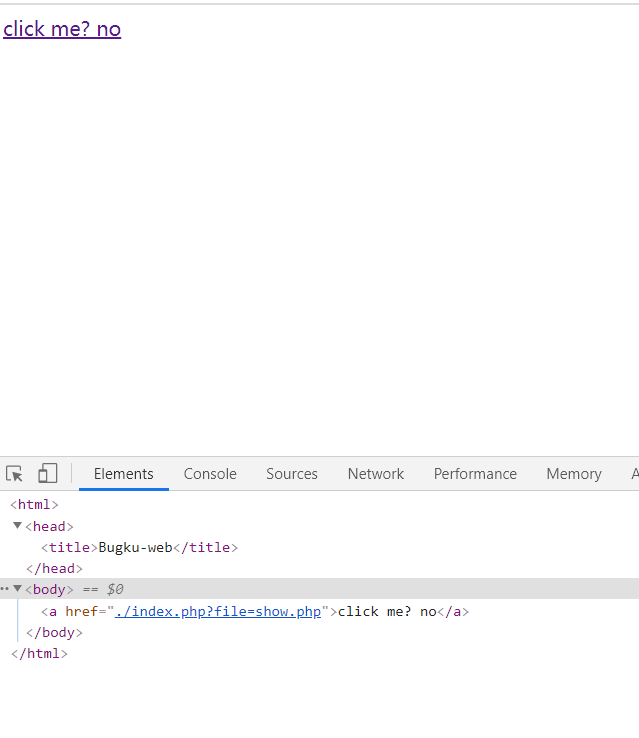 click me? no
Elements Console Sources Network Performance Memory
<html>
<head>
<title>Bugku-web</title>
</head>
<body> == $0
<a href="./index.php?file=show.php">click me? no</a>
</body>
</html>